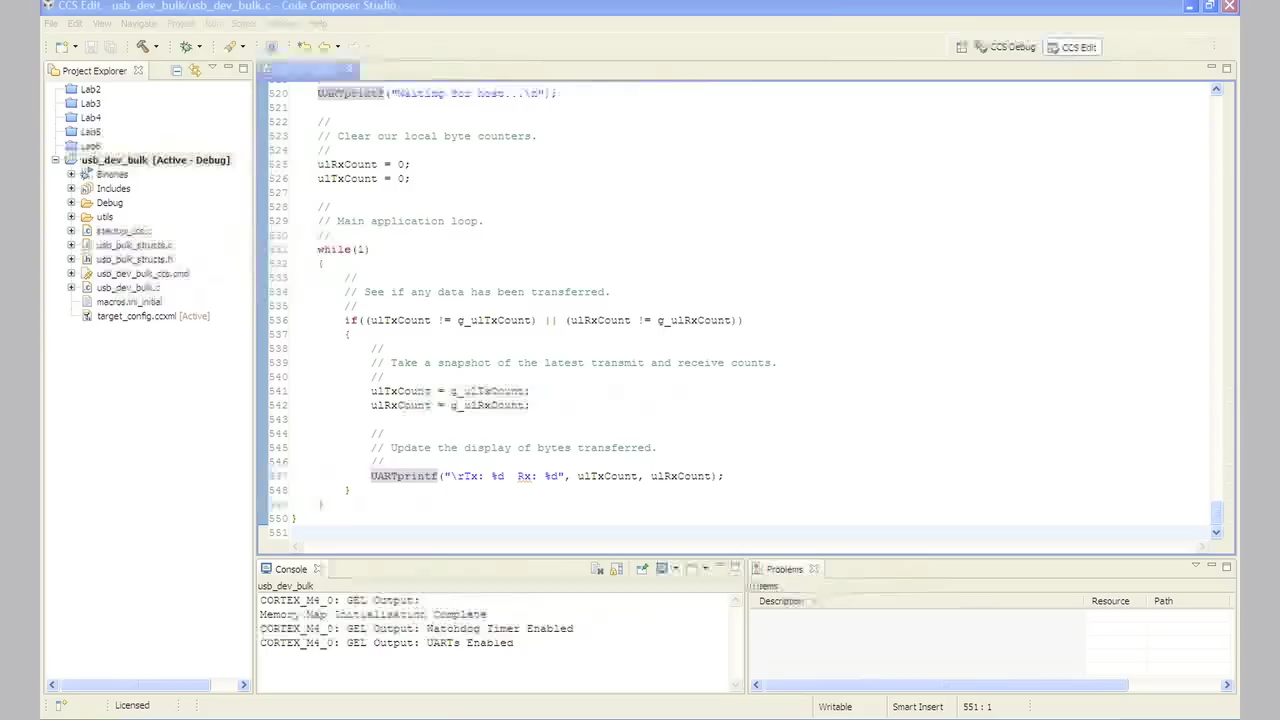 CCS Edit - usb_dev_bulk/usb_dev_bulk.c - Code Composer Studio
File Edit View Navigate Project Run Scripts Window Help
CCS Debug CCS Edit
Project Explorer
Lab2
Lab3
Lab4
Lab5
Lab6
usb_dev_bulk [Active - Debug]
Binaries
Includes
Debug
utils
usb_bulk_structs.c
usb_bulk_structs.h
usb_dev_bulk_ccs.cmd
usb_dev_bulk.c
macros.ini_initial
target_config.ccxml [Active]
520 UARTprintf("Waiting for host...\n");
521
522 //
523 // Clear our local byte counters.
524 //
525 ulRxCount = 0;
526 ulTxCount = 0;
527
528 //
529 // Main application loop.
530 //
531 while(1)
532 {
533 //
534 // See if any data has been transferred.
535 //
536 if((ulTxCount != g_ulTxCount) || (ulRxCount != g_ulRxCount))
537 {
538 //
539 // Take a snapshot of the latest transmit and receive counts.
540 //
541 ulTxCount = g_ulTxCount;
542 ulRxCount = g_ulRxCount;
543
544 //
545 // Update the display of bytes transferred.
546 //
547 UARTprintf("\rTx: %d Rx: %d", ulTxCount, ulRxCount);
548 }
549 }
550 }
551
Console
usb_dev_bulk
CORTEX_M4_0: GEL Output:
Memory Map Initialisation Complete
CORTEX_M4_0: GEL Output: Watchdog Timer Enabled
CORTEX_M4_0: GEL Output: UARTs Enabled
Problems
items
Description Resource Path
Licensed
Writable Smart Insert 551 : 1